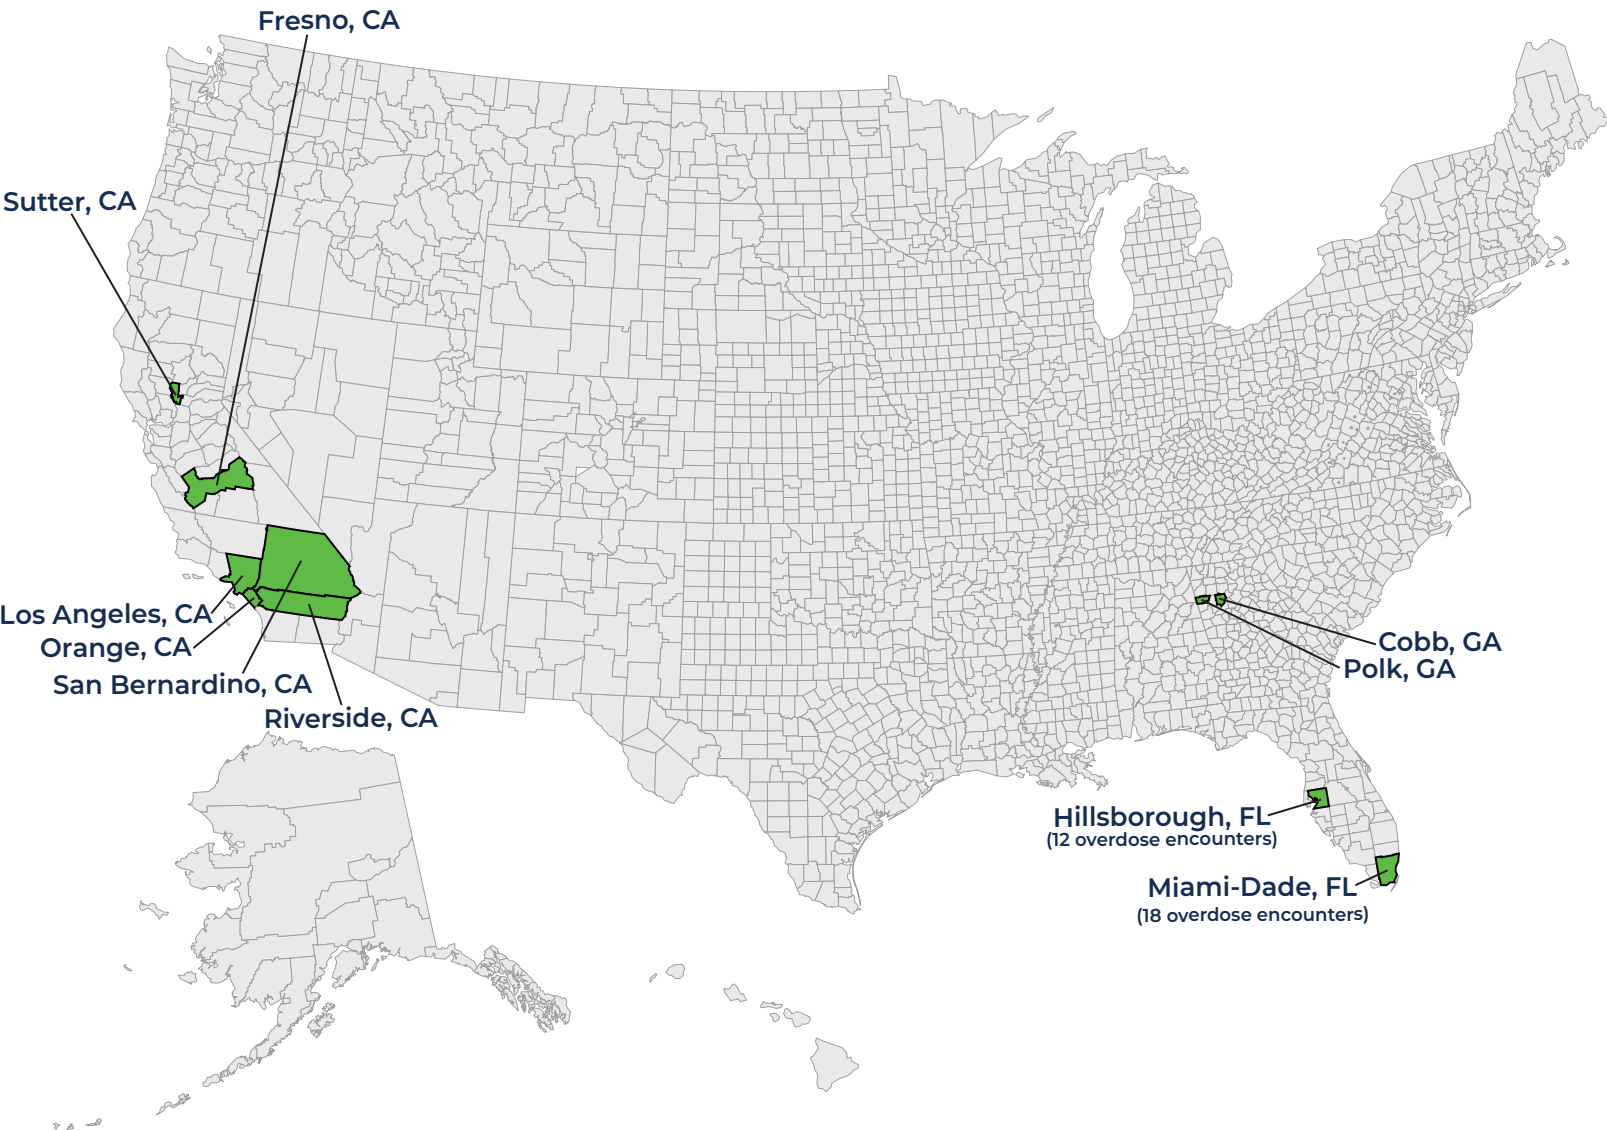 Fresno, CA
Sutter, CA
Los Angeles, CA
Orange, CA
San Bernardino, CA
Riverside, CA
Cobb, GA
Polk, GA
Hillsborough, FL
(12 overdose encounters)
Miami-Dade, FL
(18 overdose encounters)